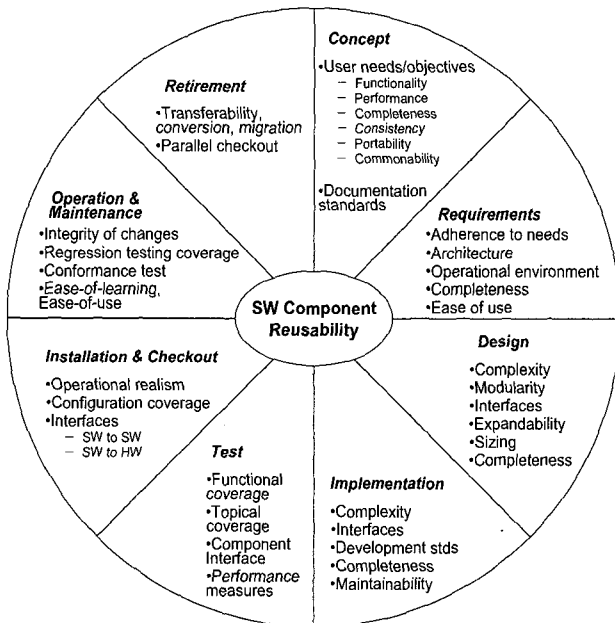 Concept
•User needs/objectives
– Functionality
– Performance
– Completeness
– Consistency
– Portability
– Commonability
•Documentation
standards
Requirements
•Adherence to needs
•Architecture
•Operational environment
•Completeness
•Ease of use
Design
•Complexity
•Modularity
•Interfaces
•Expandability
•Sizing
•Completeness
Implementation
•Complexity
•Interfaces
•Development stds
•Completeness
•Maintainability
Test
•Functional
coverage
•Topical
coverage
•Component
Interface
•Performance
measures
Installation & Checkout
•Operational realism
•Configuration coverage
•Interfaces
– SW to SW
– SW to HW
Operation &
Maintenance
•Integrity of changes
•Regression testing coverage
•Conformance test
•Ease-of-learning,
Ease-of-use
Retirement
•Transferability,
conversion, migration
•Parallel checkout
SW Component
Reusability